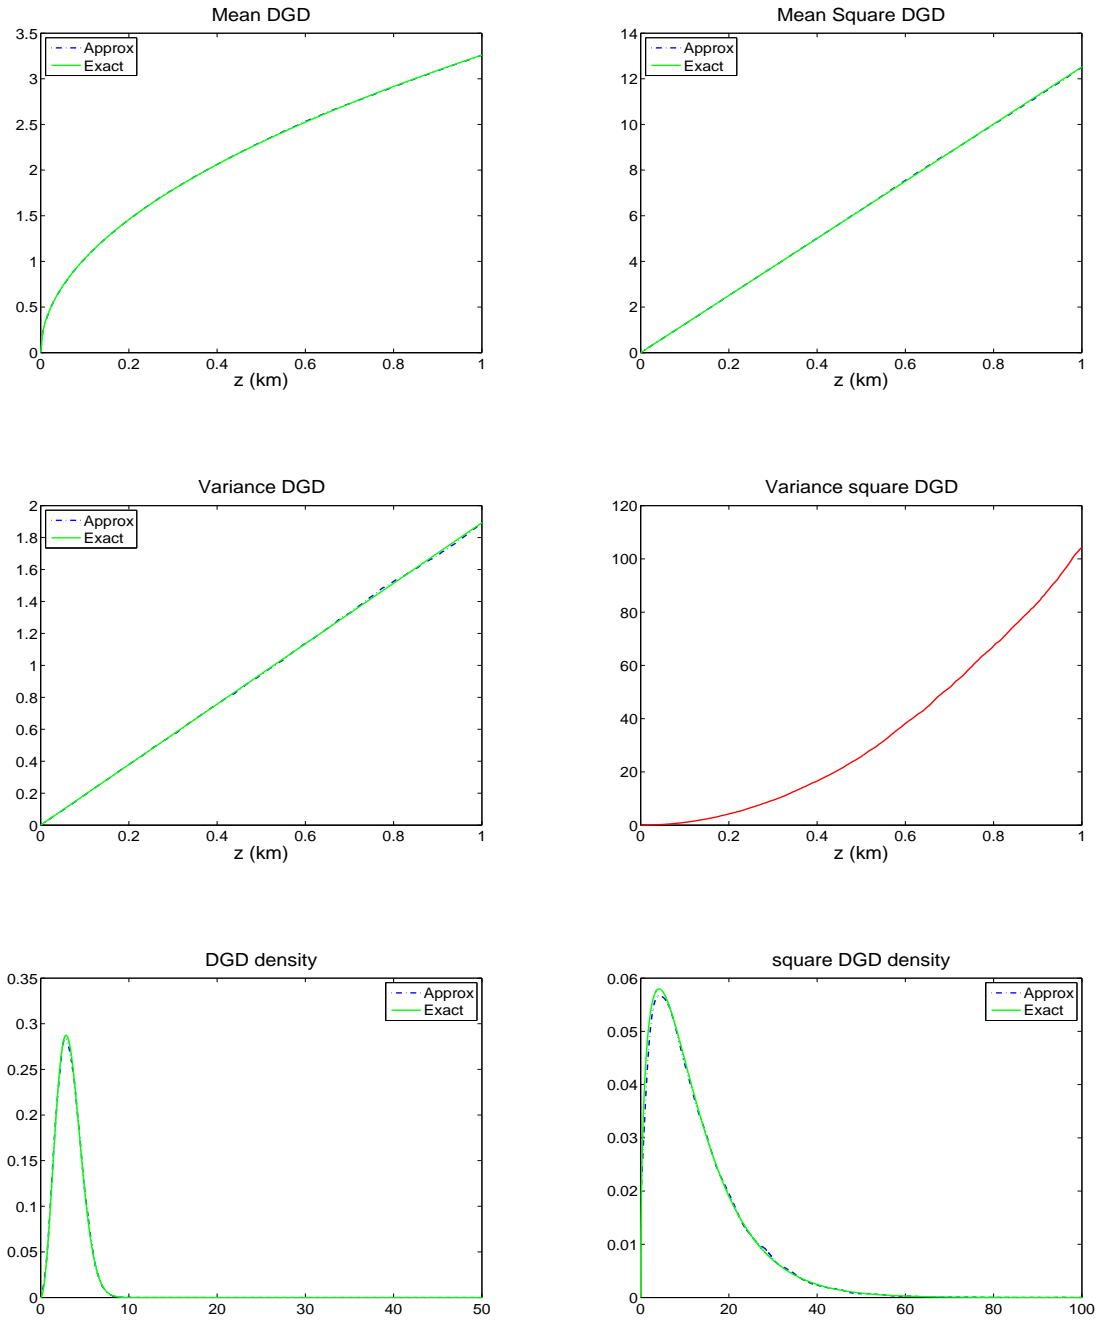 Mean DGD
3.5
3
2.5
2
1.5
1
0.5
0
Approx
Exact
0 0.2 0.4 0.6 0.8 1
z (km)
Mean Square DGD
14
12
10
8
6
4
2
0
Approx
Exact
0 0.2 0.4 0.6 0.8 1
z (km)
Variance DGD
2
1.8
1.6
1.4
1.2
1
0.8
0.6
0.4
0.2
0
Approx
Exact
0 0.2 0.4 0.6 0.8 1
z (km)
Variance square DGD
120
100
80
60
40
20
0
0 0.2 0.4 0.6 0.8 1
z (km)
DGD density
0.35
0.3
0.25
0.2
0.15
0.1
0.05
0
Approx
Exact
0 10 20 30 40 50
square DGD density
0.06
0.05
0.04
0.03
0.02
0.01
0
Approx
Exact
0 20 40 60 80 100